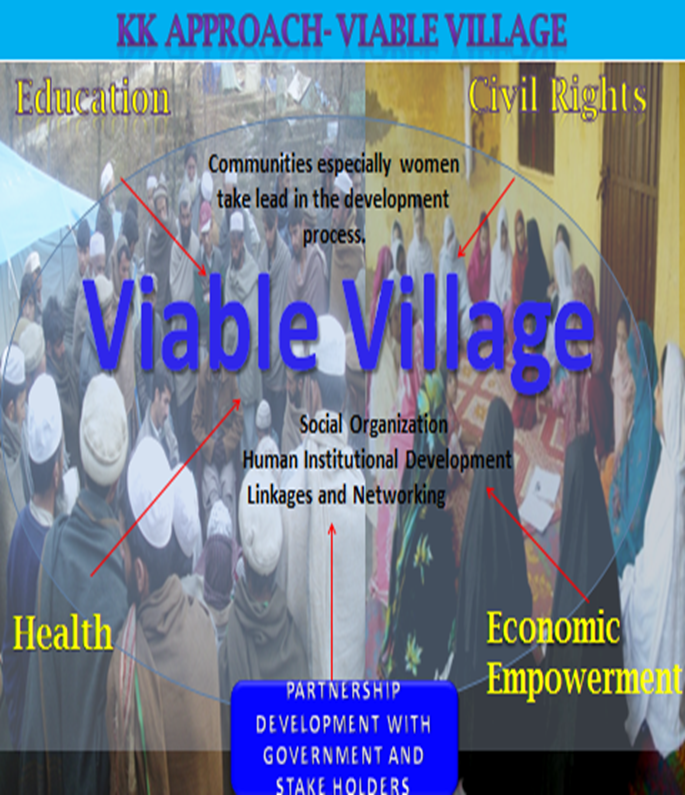 KK APPROACH- VIABLE VILLAGE
Education
Civil Rights
Communities especially women
take lead in the development
process.
Viable Village
Social Organization
Human Institutional Development
Linkages and Networking
Health
Economic
Empowerment
PARTNERSHIP
DEVELOPMENT WITH
GOVERNMENT AND
STAKE HOLDERS